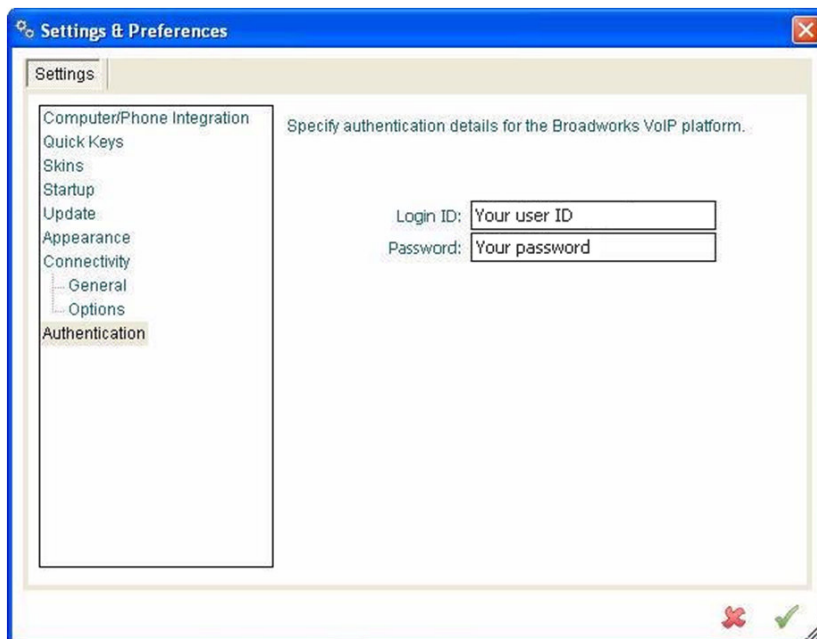 Settings & Preferences
Settings
Computer/Phone Integration
Quick Keys
Skins
Startup
Update
Appearance
Connectivity
General
Options
Authentication
Specify authentication details for the Broadworks VoIP platform.
Login ID: Your user ID
Password: Your password